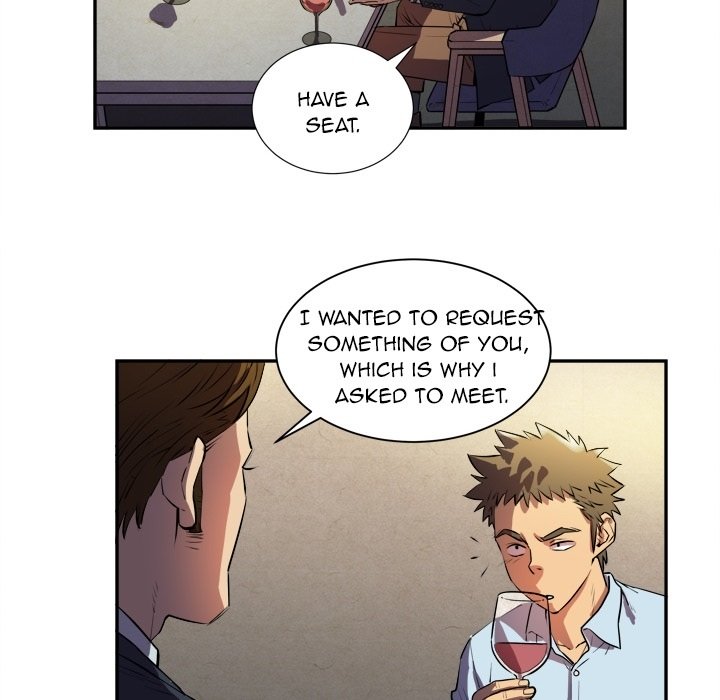 HAVE A
SEAT.
I WANTED TO REQUEST
SOMETHING OF YOU,
WHICH IS WHY I
ASKED TO MEET.